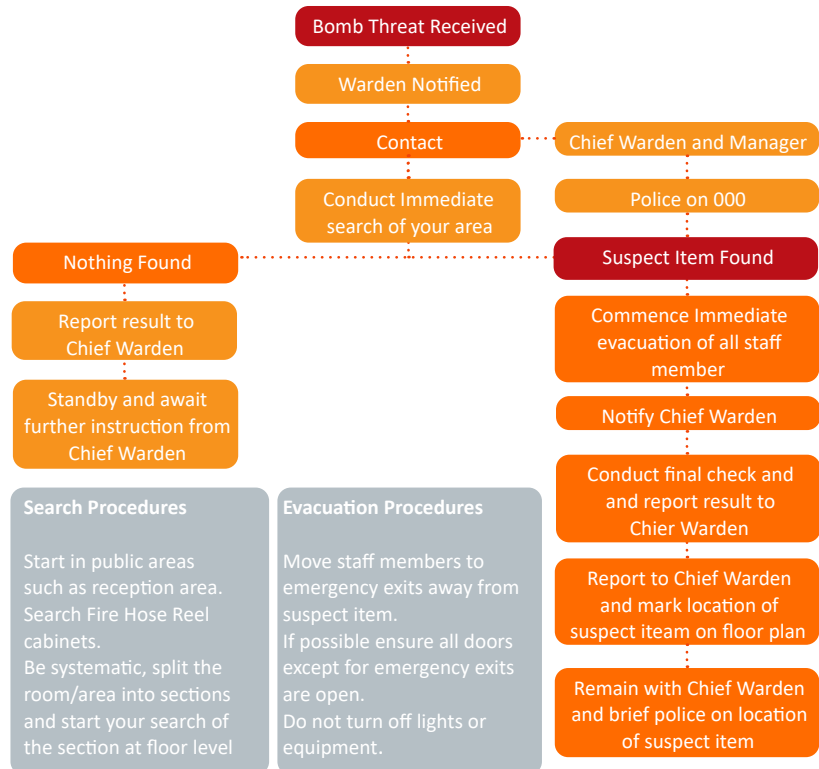 Bomb Threat Received
Warden Notified
Contact
Chief Warden and Manager
Police on 000
Conduct Immediate
search of your area
Nothing Found
Report result to
Chief Warden
Standby and await
further instruction from
Chief Warden
Suspect Item Found
Commence Immediate
evacuation of all staff
member
Notify Chief Warden
Conduct final check and
and report result to
Chier Warden
Report to Chief Warden
and mark location of
suspect iteam on floor plan
Remain with Chief Warden
and brief police on location
of suspect item
Search Procedures
Start in public areas
such as reception area.
Search Fire Hose Reel
cabinets.
Be systematic, split the
room/area into sections
and start your search of
the section at floor level
Evacuation Procedures
Move staff members to
emergency exits away from
suspect item.
If possible ensure all doors
except for emergency exits
are open.
Do not turn off lights or
equipment.